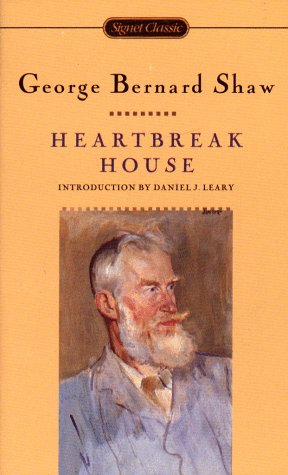 Signet Classic
George Bernard Shaw
HEARTBREAK
HOUSE
INTRODUCTION BY DANIEL J. LEARY